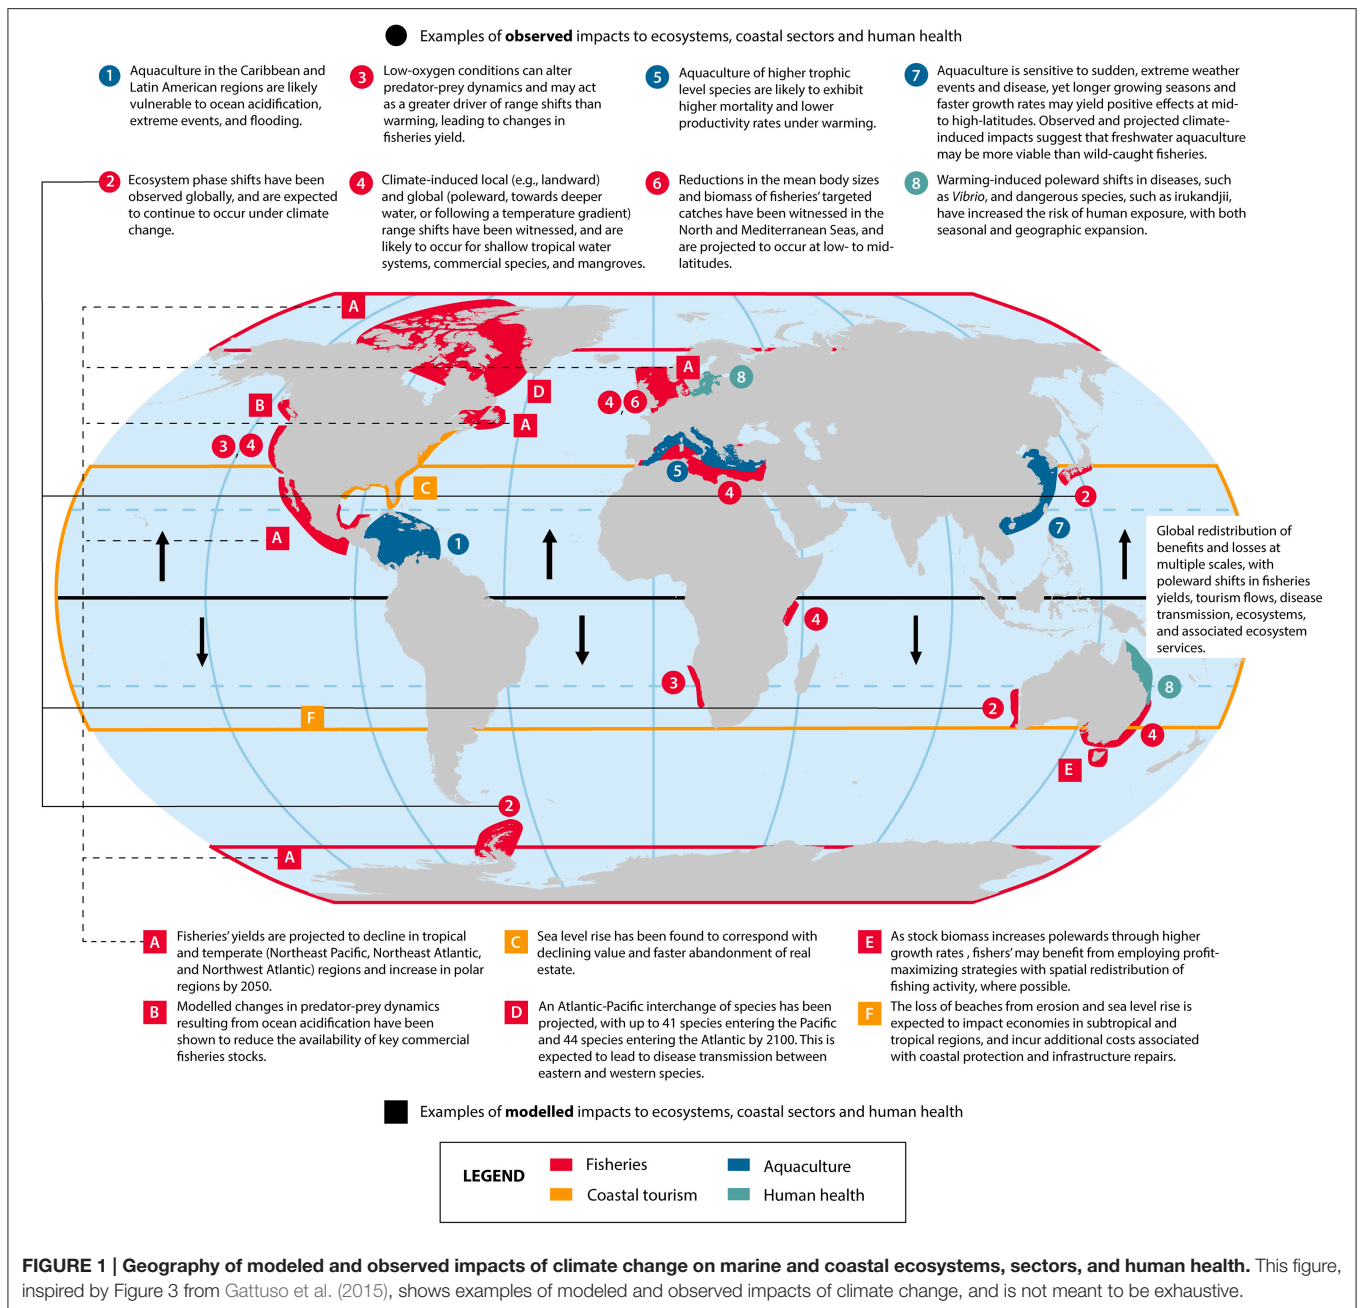 Examples of observed impacts to ecosystems, coastal sectors and human health
1
Aquaculture in the Caribbean and
Latin American regions are likely
vulnerable to ocean acidification,
extreme events, and flooding.
3
Low-oxygen conditions can alter
predator-prey dynamics and may act
as a greater driver of range shifts than
warming, leading to changes in
fisheries yield.
5
Aquaculture of higher trophic
level species are likely to exhibit
higher mortality and lower
productivity rates under warming.
7
Aquaculture is sensitive to sudden, extreme weather
events and disease, yet longer growing seasons and
faster growth rates may yield positive effects at mid-
to high-latitudes. Observed and projected climate-
induced impacts suggest that freshwater aquaculture
may be more viable than wild-caught fisheries.
2
Ecosystem phase shifts have been
observed globally, and are expected
to continue to occur under climate
change.
4
Climate-induced local (e.g., landward)
and global (poleward, towards deeper
water, or following a temperature gradient)
range shifts have been witnessed, and are
likely to occur for shallow tropical water
systems, commercial species, and mangroves.
6
Reductions in the mean body sizes
and biomass of fisheries' targeted
catches have been witnessed in the
North and Mediterranean Seas, and
are projected to occur at low- to mid-
latitudes.
8
Warming-induced poleward shifts in diseases, such
as Vibrio, and dangerous species, such as irukandjii,
have increased the risk of human exposure, with both
seasonal and geographic expansion.
A
A
8
D
B
4, 6
A
3, 4
5
C
4
2
7
A
1
Global redistribution of
benefits and losses at
multiple scales, with
poleward shifts in fisheries
yields, tourism flows, disease
transmission, ecosystems,
and associated ecosystem
services.
4
3
8
2
F
4
E
2
A
A
Fisheries' yields are projected to decline in tropical
and temperate (Northeast Pacific, Northeast Atlantic,
and Northwest Atlantic) regions and increase in polar
regions by 2050.
C
Sea level rise has been found to correspond with
declining value and faster abandonment of real
estate.
E
As stock biomass increases polewards through higher
growth rates , fishers' may benefit from employing profit-
maximizing strategies with spatial redistribution of
fishing activity, where possible.
B
Modelled changes in predator-prey dynamics
resulting from ocean acidification have been
shown to reduce the availability of key commercial
fisheries stocks.
D
An Atlantic-Pacific interchange of species has been
projected, with up to 41 species entering the Pacific
and 44 species entering the Atlantic by 2100. This is
expected to lead to disease transmission between
eastern and western species.
F
The loss of beaches from erosion and sea level rise is
expected to impact economies in subtropical and
tropical regions, and incur additional costs associated
with coastal protection and infrastructure repairs.
Examples of modelled impacts to ecosystems, coastal sectors and human health
LEGEND
Fisheries
Aquaculture
Coastal tourism
Human health
FIGURE 1 | Geography of modeled and observed impacts of climate change on marine and coastal ecosystems, sectors, and human health. This figure,
inspired by Figure 3 from Gattuso et al. (2015), shows examples of modeled and observed impacts of climate change, and is not meant to be exhaustive.